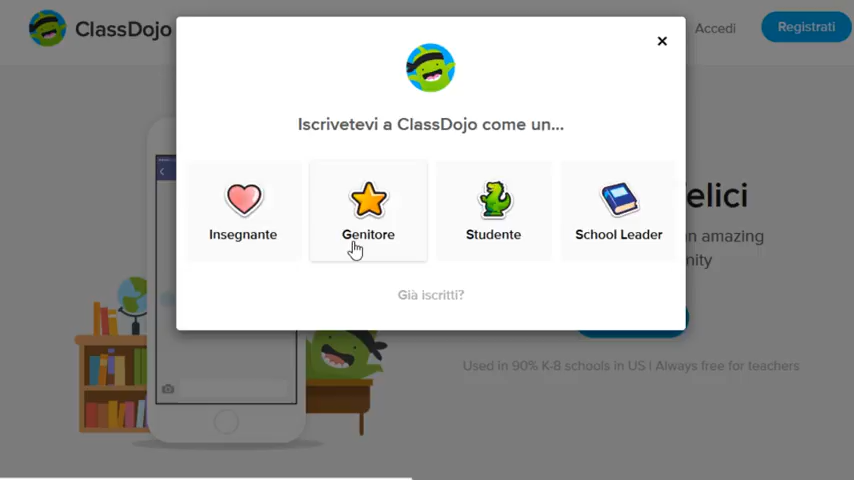 ClassDojo
Accedi
Registrati
Iscrivetevi a ClassDojo come un...
Insegnante
Genitore
Studente
School Leader
Già iscritti?
elici
n amazing
nity
Used in 90% K-8 schools in US | Always free for teachers